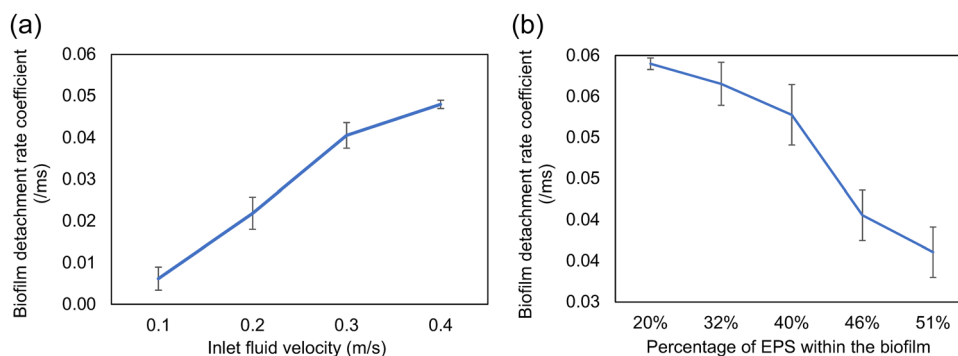 (a)
Biofilm detachment rate coefficient
(/ms)
0.06
0.05
0.04
0.03
0.02
0.01
0.00
0.1 0.2 0.3 0.4
Inlet fluid velocity (m/s)
(b)
Biofilm detachment rate coefficient
(/ms)
0.06
0.06
0.05
0.05
0.04
0.04
0.03
20% 32% 40% 46% 51%
Percentage of EPS within the biofilm